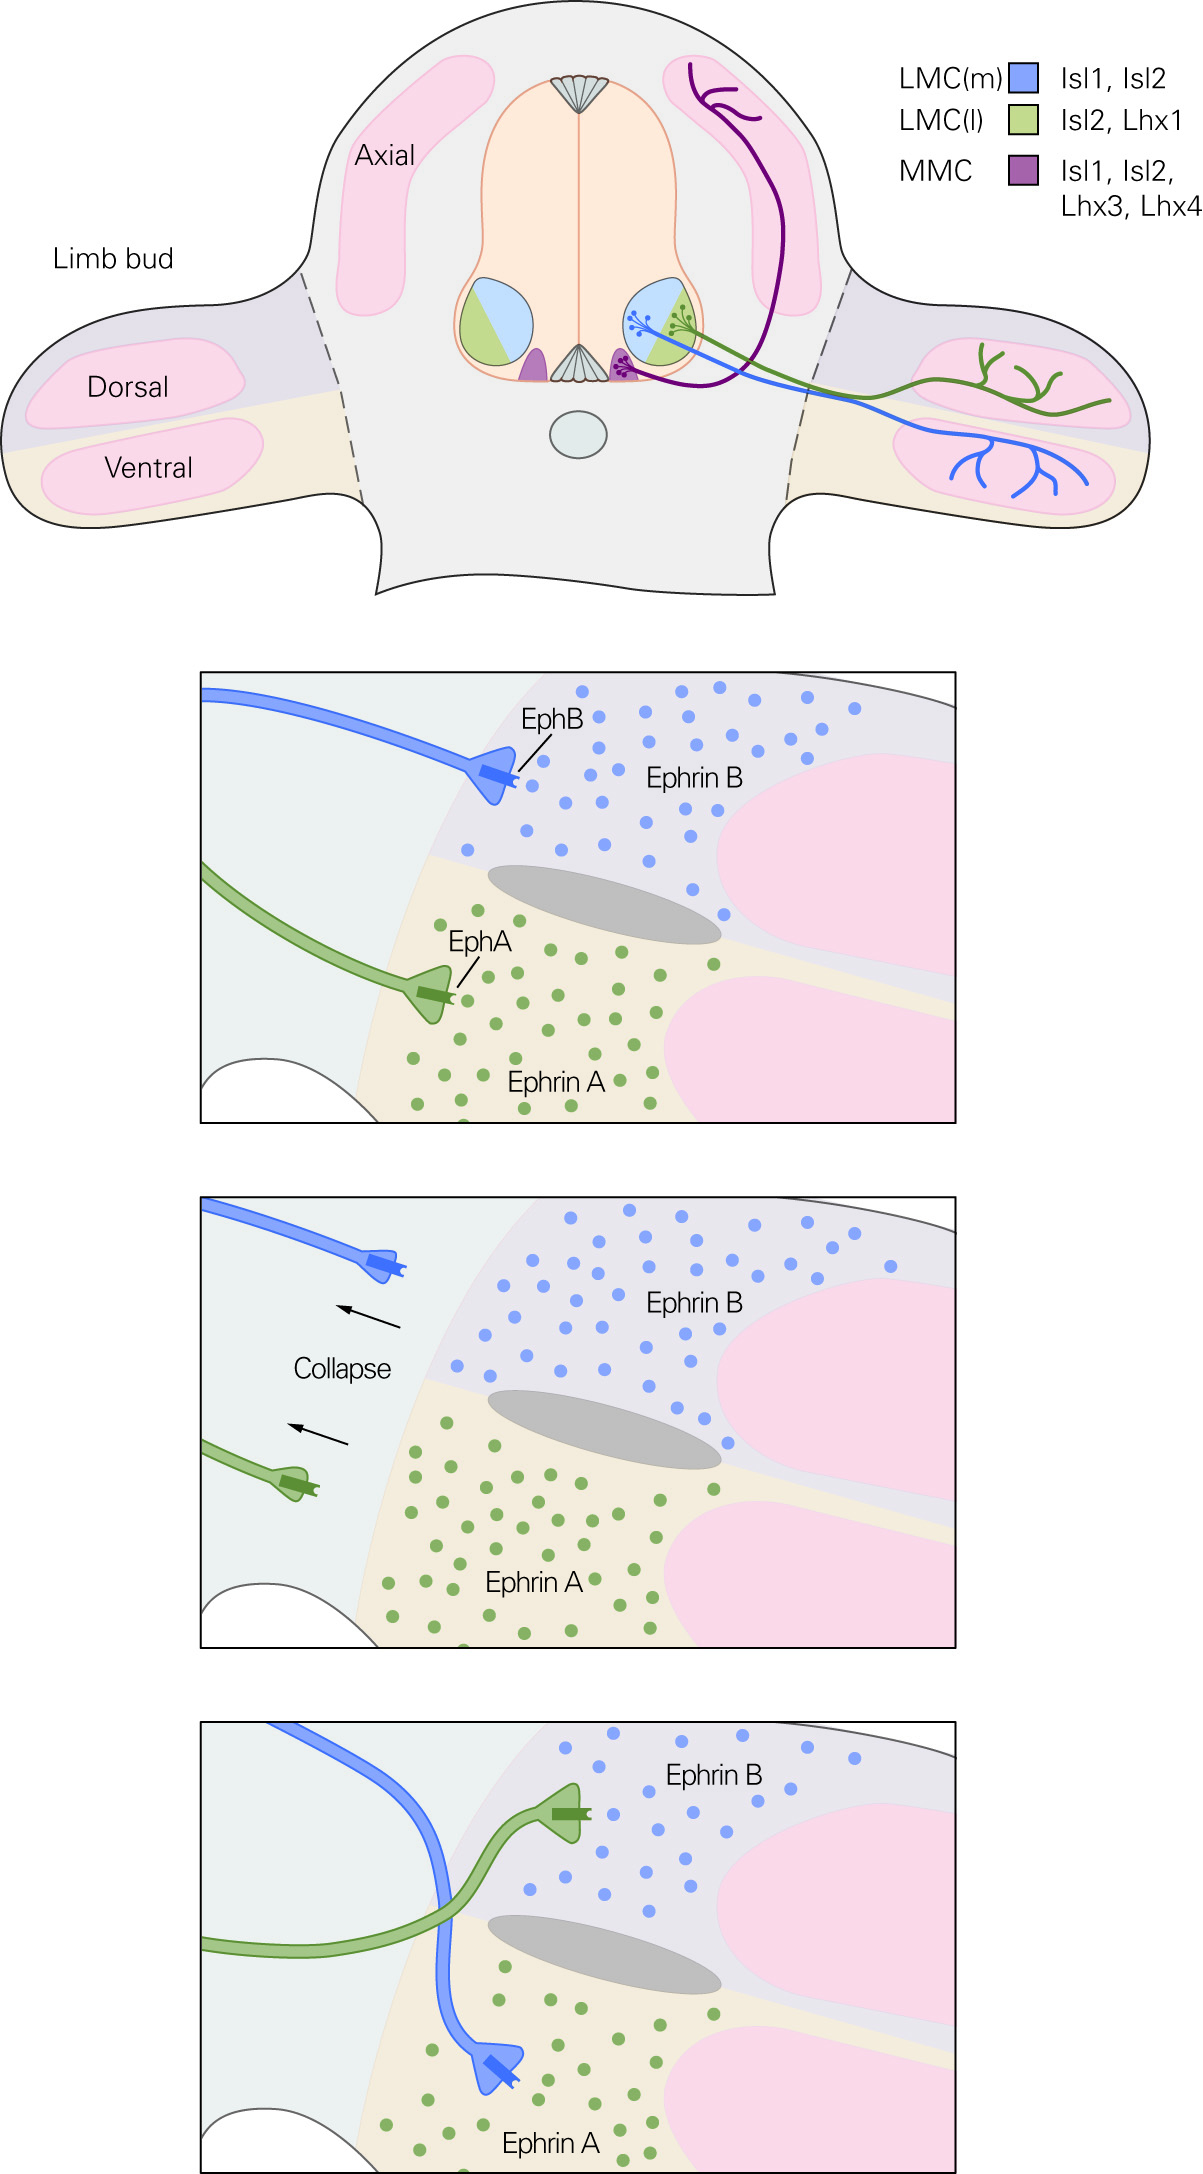 LMC(m) Isl1, Isl2
LMC(l) Isl2, Lhx1
MMC Isl1, Isl2,
Lhx3, Lhx4
Axial
Limb bud
Dorsal
Ventral
EphB
Ephrin B
EphA
Ephrin A
Ephrin B
Collapse
Ephrin A
Ephrin B
Ephrin A